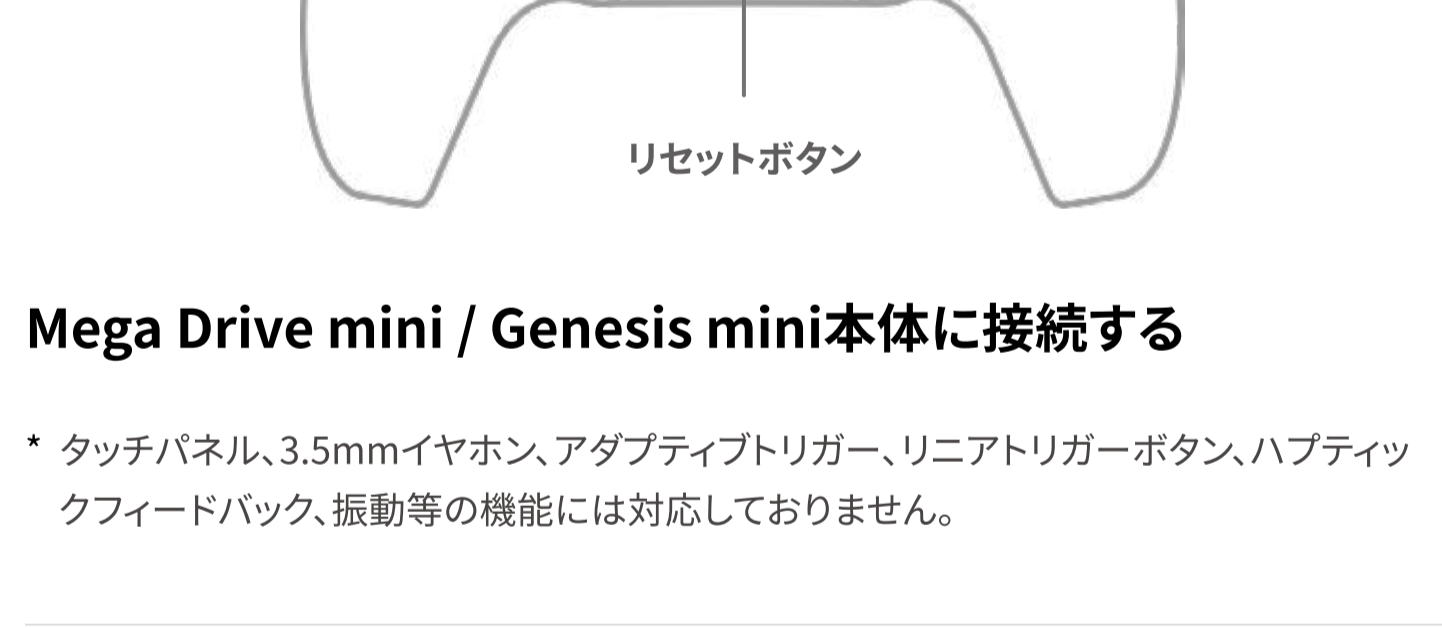 リセットボタン
Mega Drive mini / Genesis mini本体に接続する
* タッチパネル、3.5mmイヤホン、アダプティブトリガー、リニアトリガーボタン、ハプティッ
クフィードバック、振動等の機能には対応しておりません。